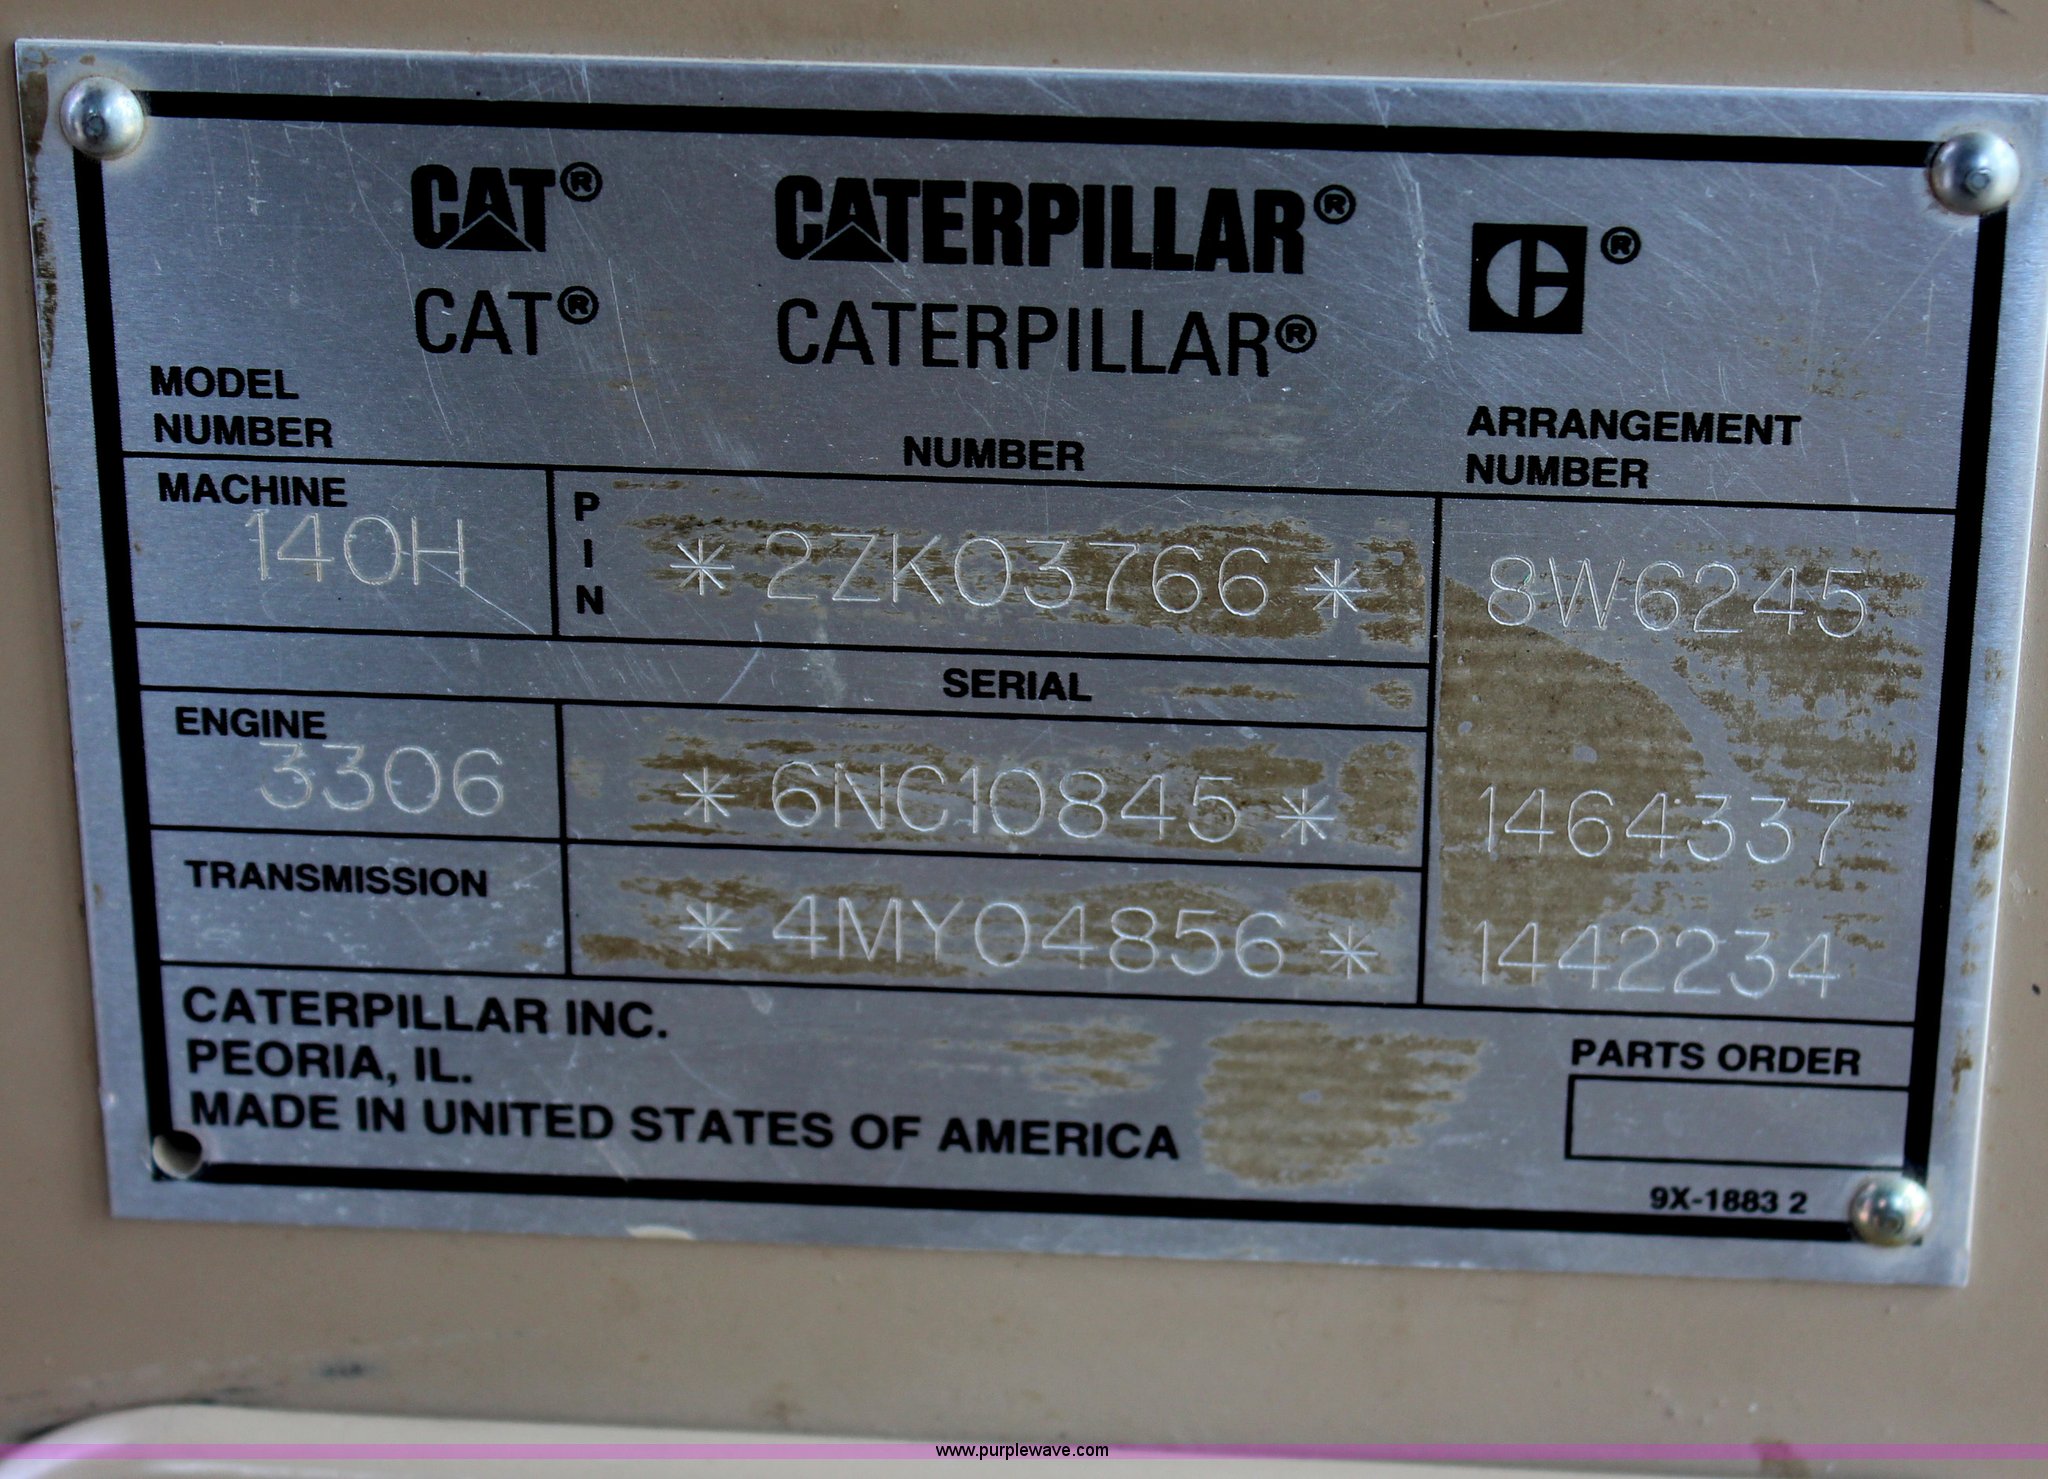 CAT® CATERPILLAR® ®
CAT® CATERPILLAR®
MODEL
NUMBER
NUMBER
ARRANGEMENT
NUMBER
MACHINE
140H
PIN
*2ZK03766*
8W6245
SERIAL
ENGINE
3306
*6NC10845*
1464337
TRANSMISSION
*4MY04856*
1442234
CATERPILLAR INC.
PEORIA, IL.
MADE IN UNITED STATES OF AMERICA
PARTS ORDER
9X-1883 2
www.purplewave.com